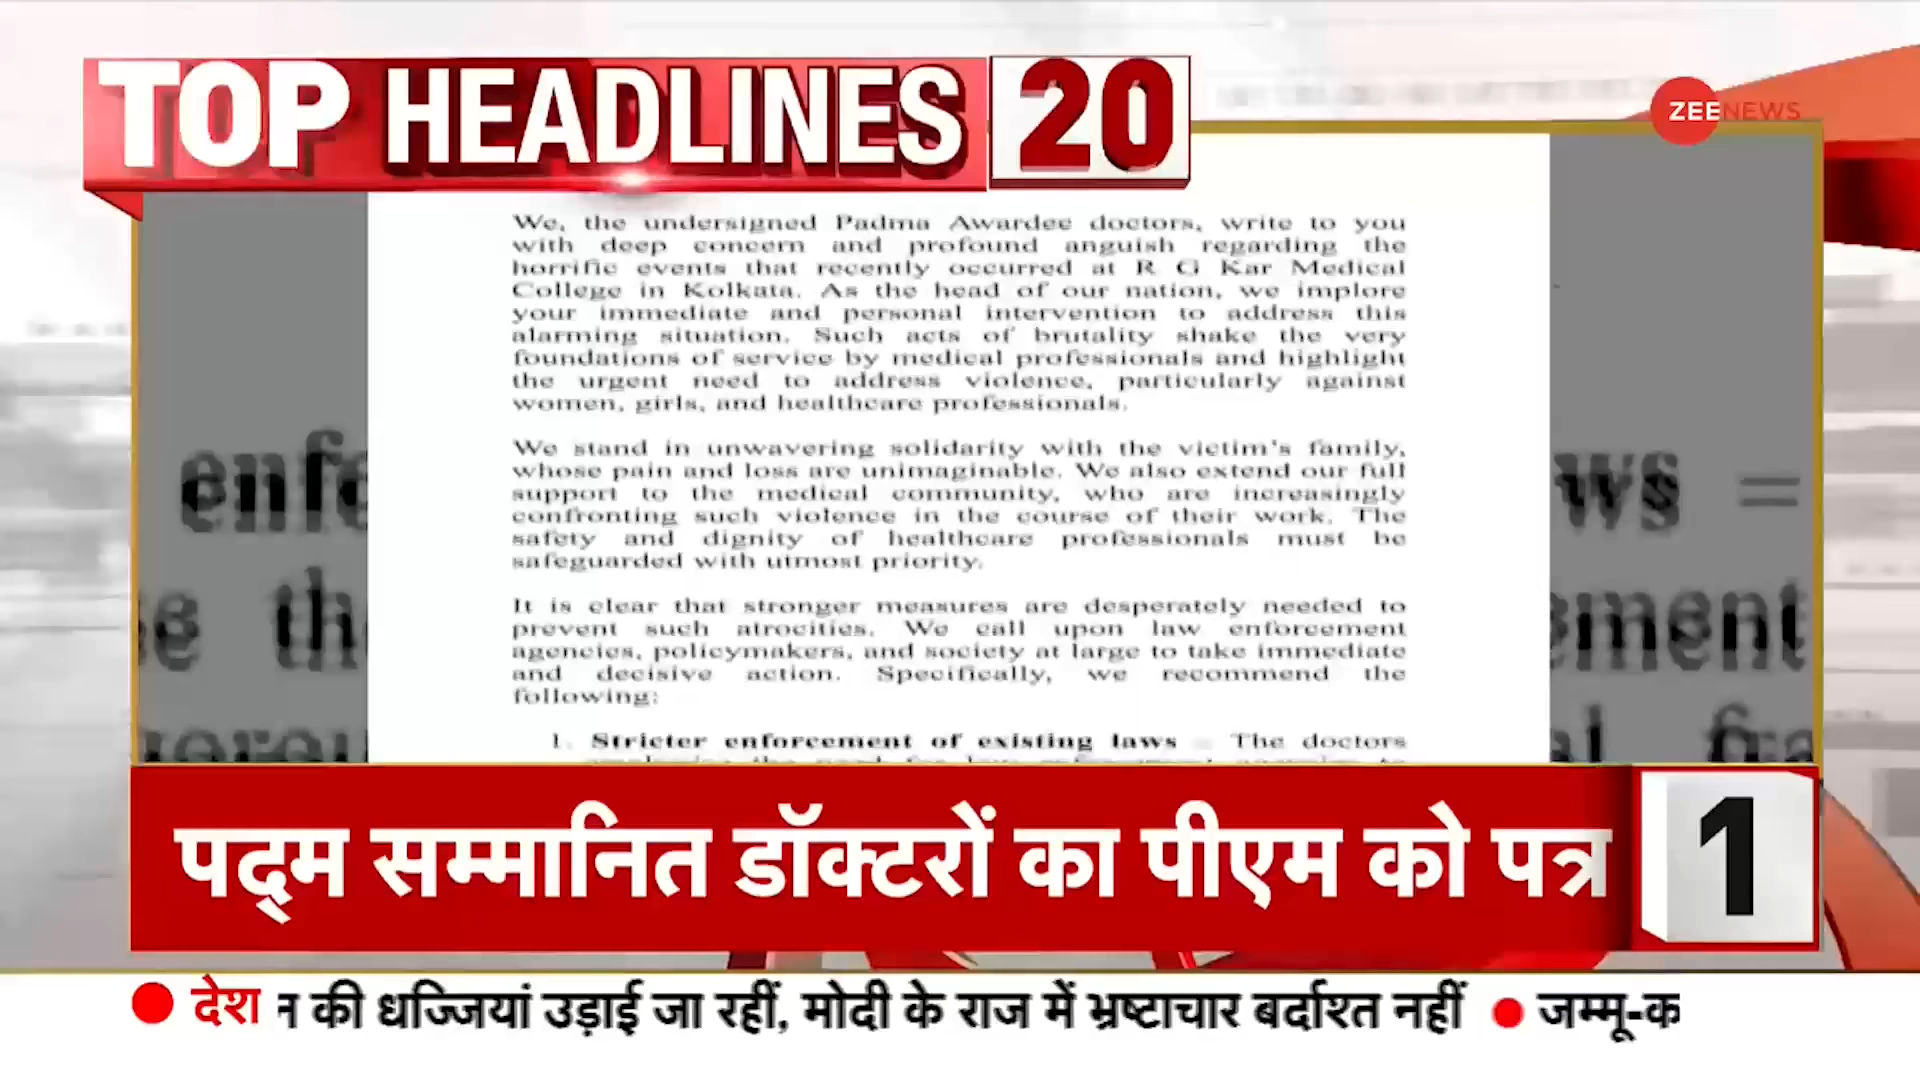 TOP HEADLINES 20
ZEE NEWS
We, the undersigned Padma Awardee doctors, write to you
with deep concern and profound anguish regarding the
horrific events that recently occurred at R G Kar Medical
College in Kolkata. As the head of our nation, we implore
your immediate and personal intervention to address this
alarming situation. Such acts of brutality shake the very
foundations of service by medical professionals and highlight
the urgent need to address violence, particularly against
women, girls, and healthcare professionals.
We stand in unwavering solidarity with the victim's family,
whose pain and loss are unimaginable. We also extend our full
support to the medical community, who are increasingly
confronting such violence in the course of their work. The
safety and dignity of healthcare professionals must be
safeguarded with utmost priority.
It is clear that stronger measures are desperately needed to
prevent such atrocities. We call upon law enforcement
agencies, policymakers, and society at large to take immediate
and decisive action. Specifically, we recommend the
following:
1. Stricter enforcement of existing laws – The doctors
पद्म सम्मानित डॉक्टरों का पीएम को पत्र
1
देश
न की धज्जियां उड़ाई जा रहीं, मोदी के राज में भ्रष्टाचार बर्दाश्त नहीं • जम्मू-क